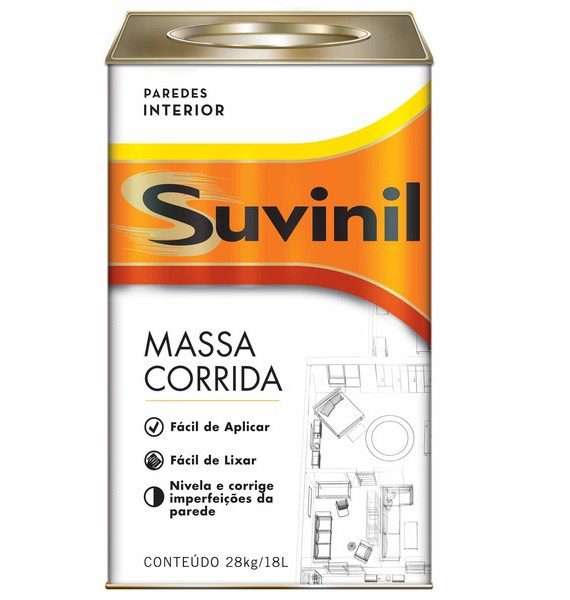 PAREDES
INTERIOR
Suvinil
MASSA
CORRIDA
Fácil de Aplicar
Fácil de Lixar
Nivela e corrige
imperfeições da
parede
CONTEÚDO 28kg/18L